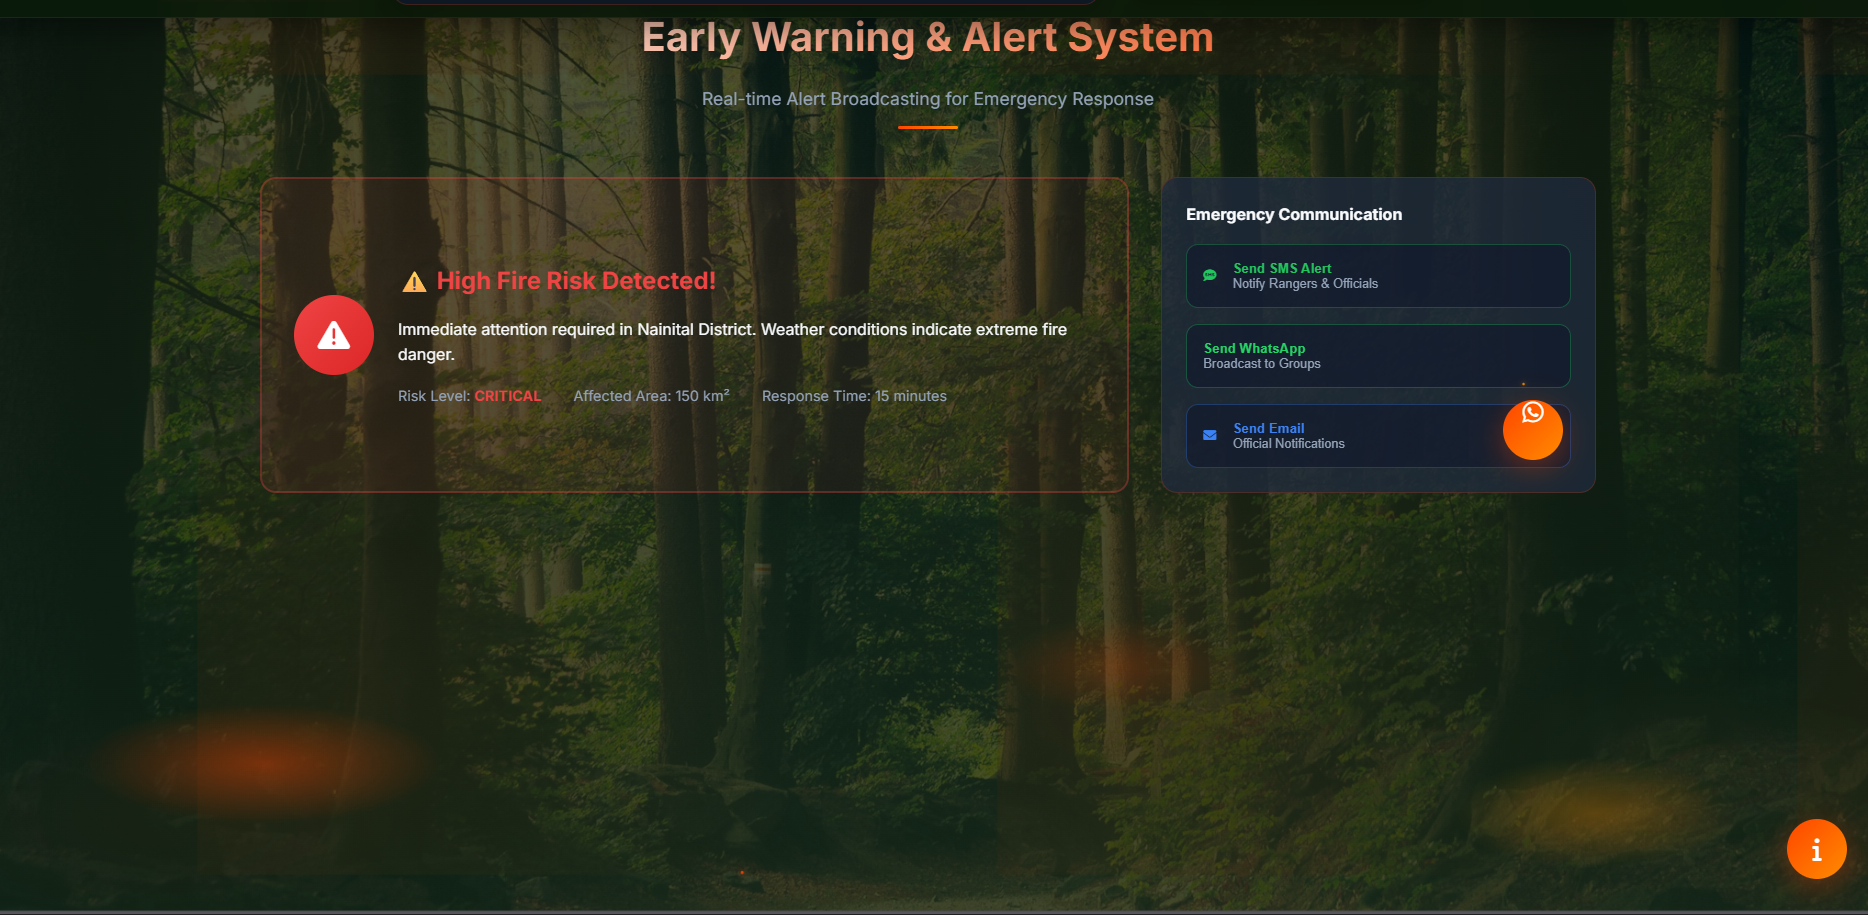 Early Warning & Alert System
Real-time Alert Broadcasting for Emergency Response
High Fire Risk Detected!
Immediate attention required in Nainital District. Weather conditions indicate extreme fire
danger.
Risk Level: CRITICAL Affected Area: 150 km² Response Time: 15 minutes
Emergency Communication
Send SMS Alert
Notify Rangers & Officials
Send WhatsApp
Broadcast to Groups
Send Email
Official Notifications
i